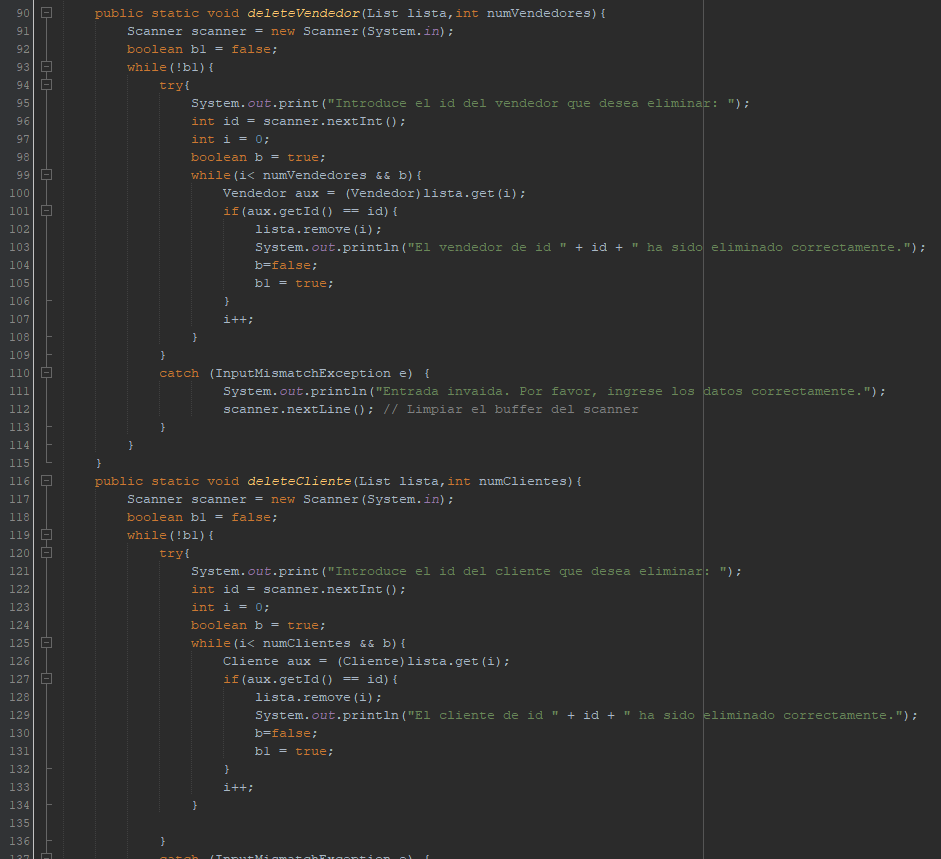 90 public static void deleteVendedor(List lista,int numVendedores){
91 Scanner scanner = new Scanner(System.in);
92 boolean bl = false;
93 while(!bl){
94 try{
95 System.out.print("Introduce el id del vendedor que desea eliminar: ");
96 int id = scanner.nextInt();
97 int i = 0;
98 boolean b = true;
99 while(i< numVendedores && b){
100 Vendedor aux = (Vendedor)lista.get(i);
101 if(aux.getId() == id){
102 lista.remove(i);
103 System.out.println("El vendedor de id " + id + " ha sido eliminado correctamente.");
104 b=false;
105 bl = true;
106 }
107 i++;
108 }
109 }
110 catch (InputMismatchException e) {
111 System.out.println("Entrada invaida. Por favor, ingrese los datos correctamente.");
112 scanner.nextLine(); // Limpiar el buffer del scanner
113 }
114 }
115 }
116 public static void deleteCliente(List lista,int numClientes){
117 Scanner scanner = new Scanner(System.in);
118 boolean bl = false;
119 while(!bl){
120 try{
121 System.out.print("Introduce el id del cliente que desea eliminar: ");
122 int id = scanner.nextInt();
123 int i = 0;
124 boolean b = true;
125 while(i< numClientes && b){
126 Cliente aux = (Cliente)lista.get(i);
127 if(aux.getId() == id){
128 lista.remove(i);
129 System.out.println("El cliente de id " + id + " ha sido eliminado correctamente.");
130 b=false;
131 bl = true;
132 }
133 i++;
134 }
135
136 }
137 catch (InputMismatchException e) {